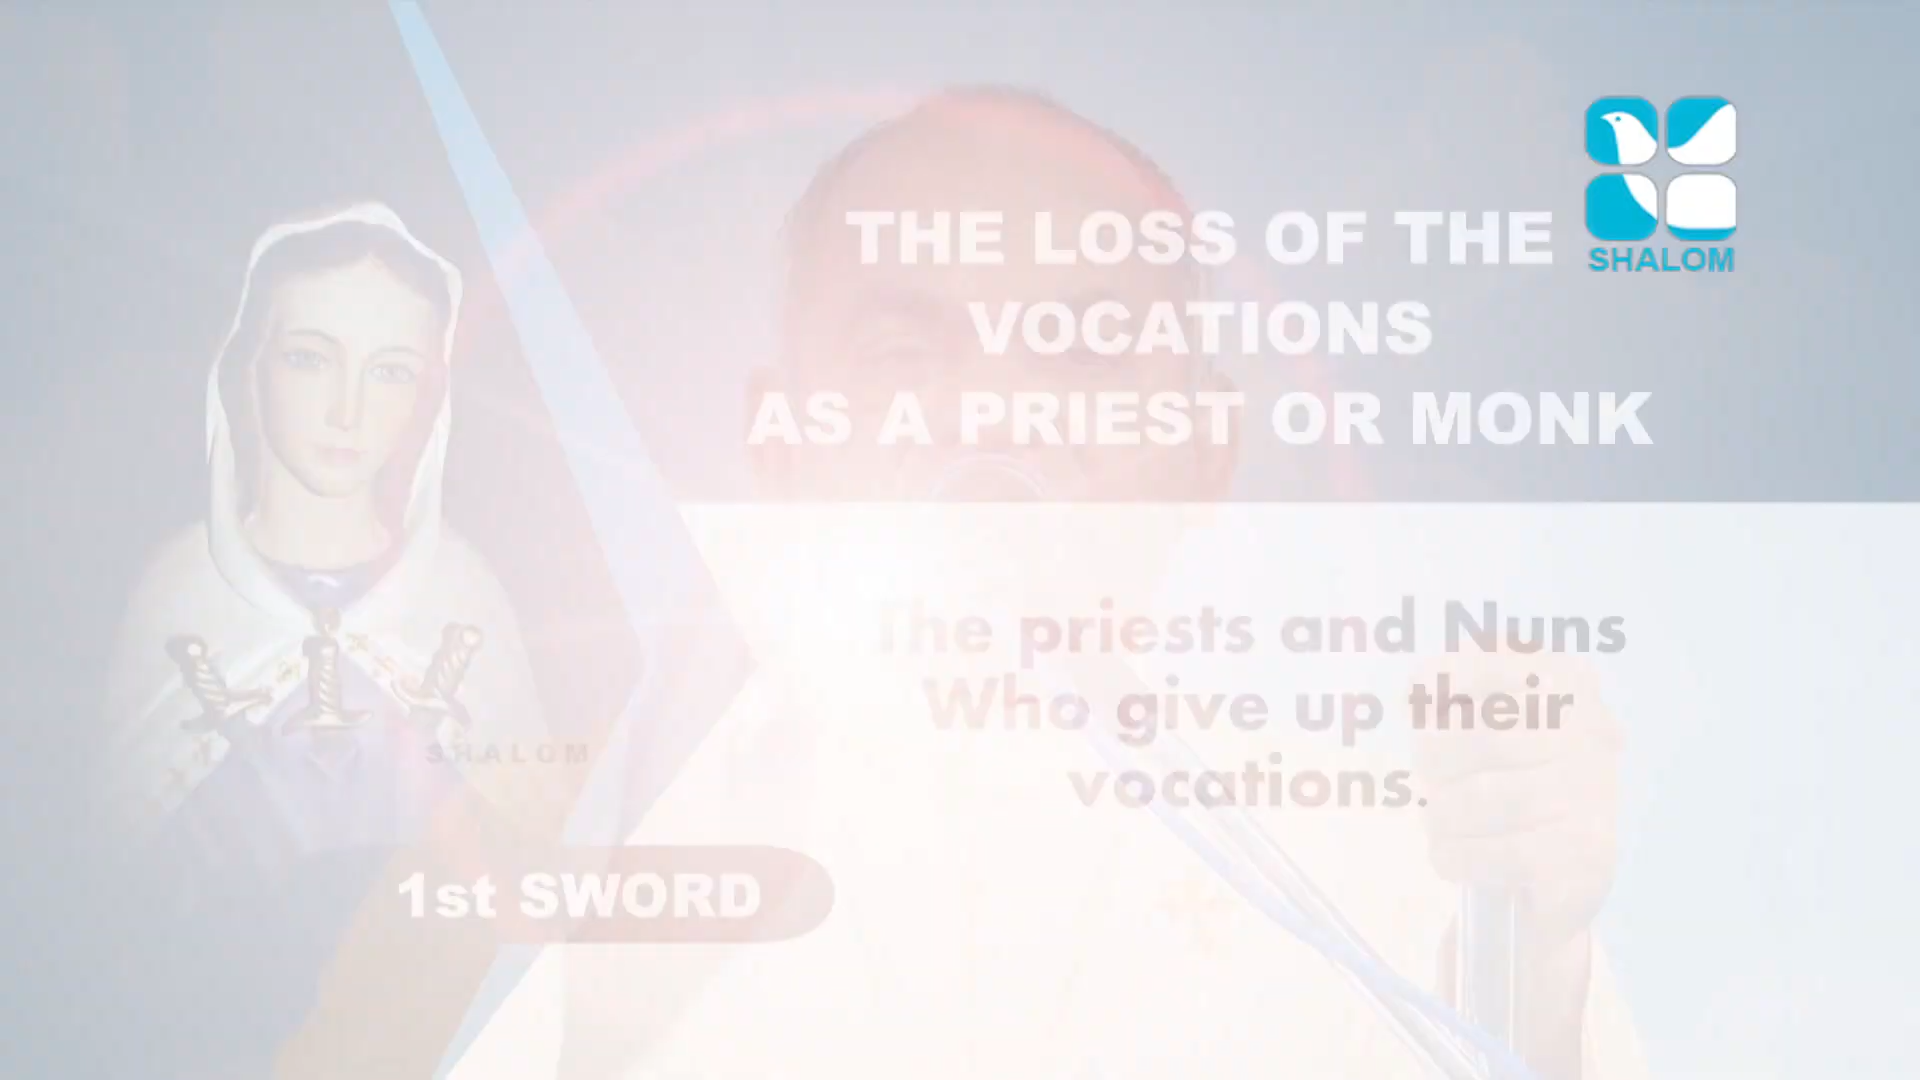 THE LOSS OF THE
VOCATIONS
AS A PRIEST OR MONK
SHALOM
The priests and Nuns
Who give up their
vocations.
SHALOM
1st SWORD